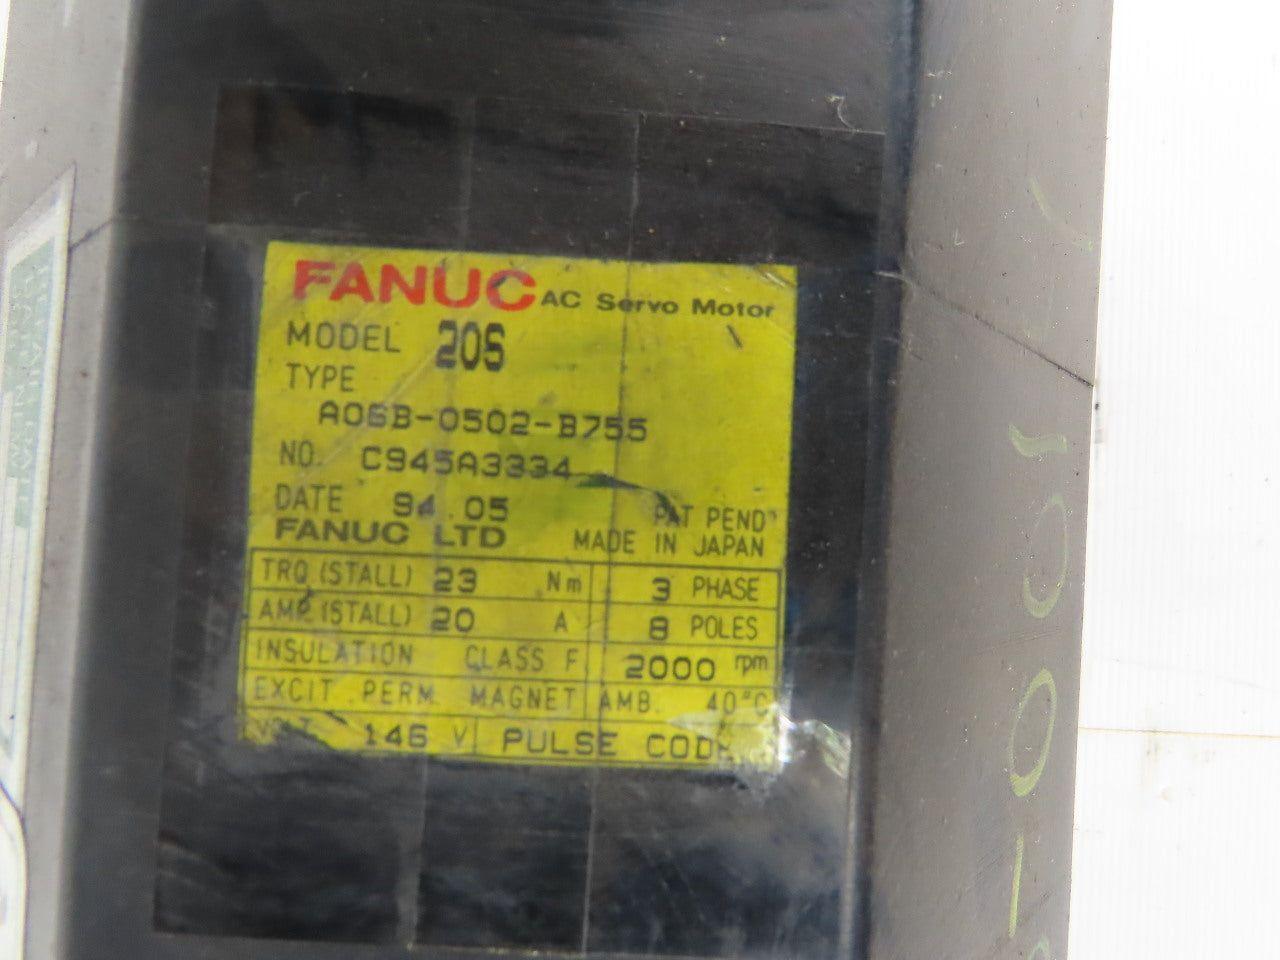 FANUC AC Servo Motor
MODEL 20S
TYPE
A06B-0502-B755
NO. C945A3334
DATE 94.05
PAT PEND
FANUC LTD MADE IN JAPAN
TRQ.(STALL) 23 Nm 3 PHASE
AMP.(STALL) 20 A 8 POLES
INSULATION CLASS F 2000 rpm
EXCIT. PERM. MAGNET AMB. 40°C
146 V PULSE